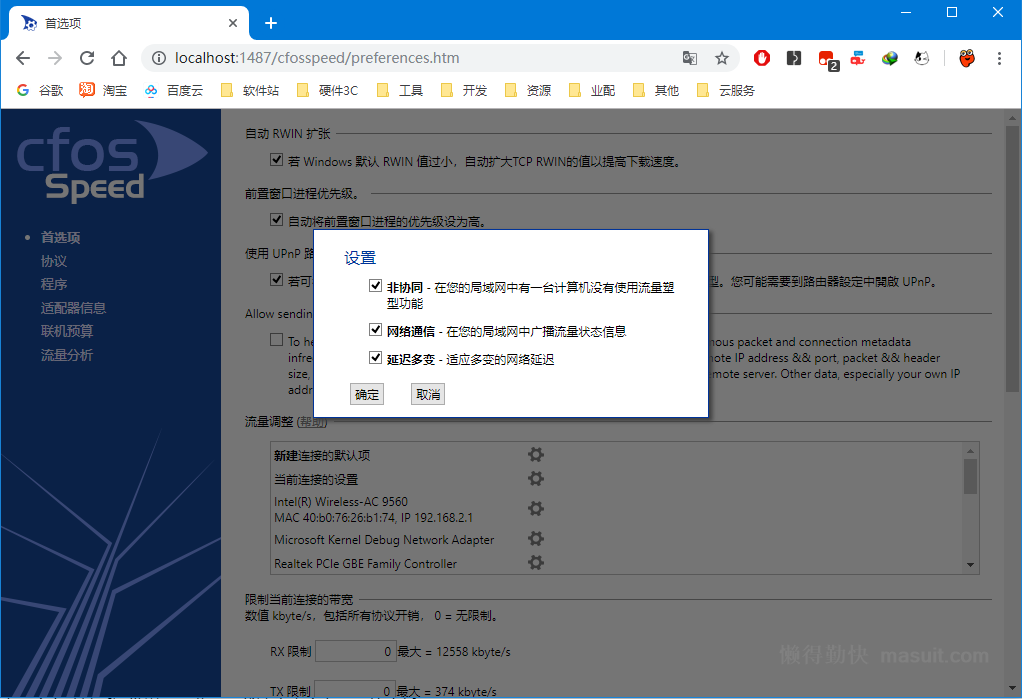 首选项
localhost:1487/cfosspeed/preferences.htm
2
谷歌 淘 淘宝 百度云 软件站 硬件3C 工具 开发 资源 业配 其他 云服务
cfos
Speed
首选项
协议
程序
适配器信息
联机预算
流量分析
自动 RWIN 扩张
若 Windows 默认 RWIN 值过小，自动扩大TCP RWIN的值以提高下载速度。
前置窗口进程优先级。
自动将前置窗口进程的优先级设为高。
使用 UPnP
若可
型。您可能需要到路由器設定中開啟 UPnP。
Allow sendin
To he
ous packet and connection metadata
infre
ote IP address && port, packet && header
size,
emote server. Other data, especially your own IP
addr
设置
非协同 - 在您的局域网中有一台计算机没有使用流量塑
型功能
网络通信 - 在您的局域网中广播流量状态信息
延迟多变 - 适应多变的网络延迟
确定 取消
流量调整 (帮助)
新建连接的默认项
当前连接的设置
Intel(R) Wireless-AC 9560
MAC 40:b0:76:26:b1:74, IP 192.168.2.1
Microsoft Kernel Debug Network Adapter
Realtek PCIe GBE Family Controller
限制当前连接的带宽
数值 kbyte/s，包括所有协议开销， 0 = 无限制。
RX 限制 0 最大 = 12558 kbyte/s
TX 限制 0 最大 = 374 kbyte/s
懒得勤快 masuit.com